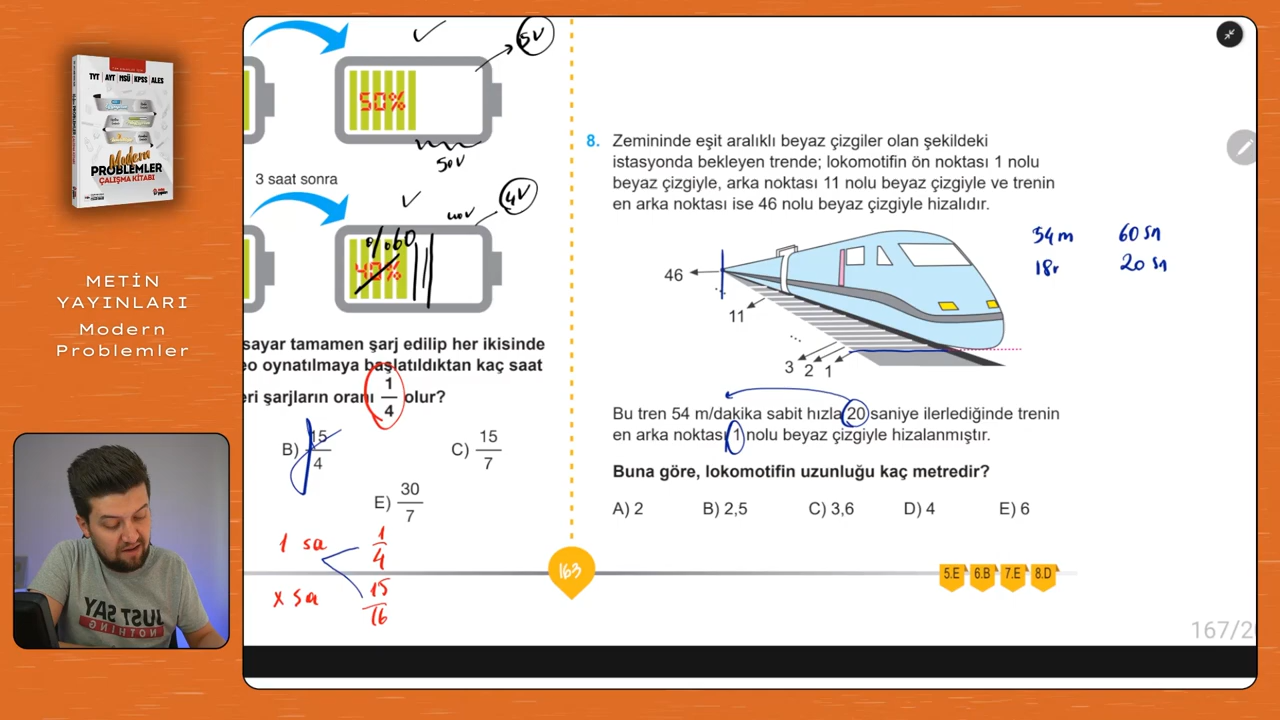 TYT | AYT | MSÜ | KPSS | ALES
Modern
PROBLEMLER
ÇALIŞMA KİTABI
METİN
YAYINLARI
Modern
Problemler
50%
5V
50V
3 saat sonra
%60
40%
40V
4V
sayar tamamen şarj edilip her ikisinde
eo oynatılmaya başlatıldıktan kaç saat
eri şarjların oranı 1/4 olur?
B) 15/4
C) 15/7
E) 30/7
1 sa 1/4
x sa 15/16
163
8. Zemininde eşit aralıklı beyaz çizgiler olan şekildeki
istasyonda bekleyen trende; lokomotifin ön noktası 1 nolu
beyaz çizgiyle, arka noktası 11 nolu beyaz çizgiyle ve trenin
en arka noktası ise 46 nolu beyaz çizgiyle hizalıdır.
54m 60sn
18m 20sn
46
11
3 2 1
Bu tren 54 m/dakika sabit hızla 20 saniye ilerlediğinde trenin
en arka noktası 1 nolu beyaz çizgiyle hizalanmıştır.
Buna göre, lokomotifin uzunluğu kaç metredir?
A) 2 B) 2,5 C) 3,6 D) 4 E) 6
5.E 6.B 7.E 8.D
167/2
JUST SAY
NOTHING